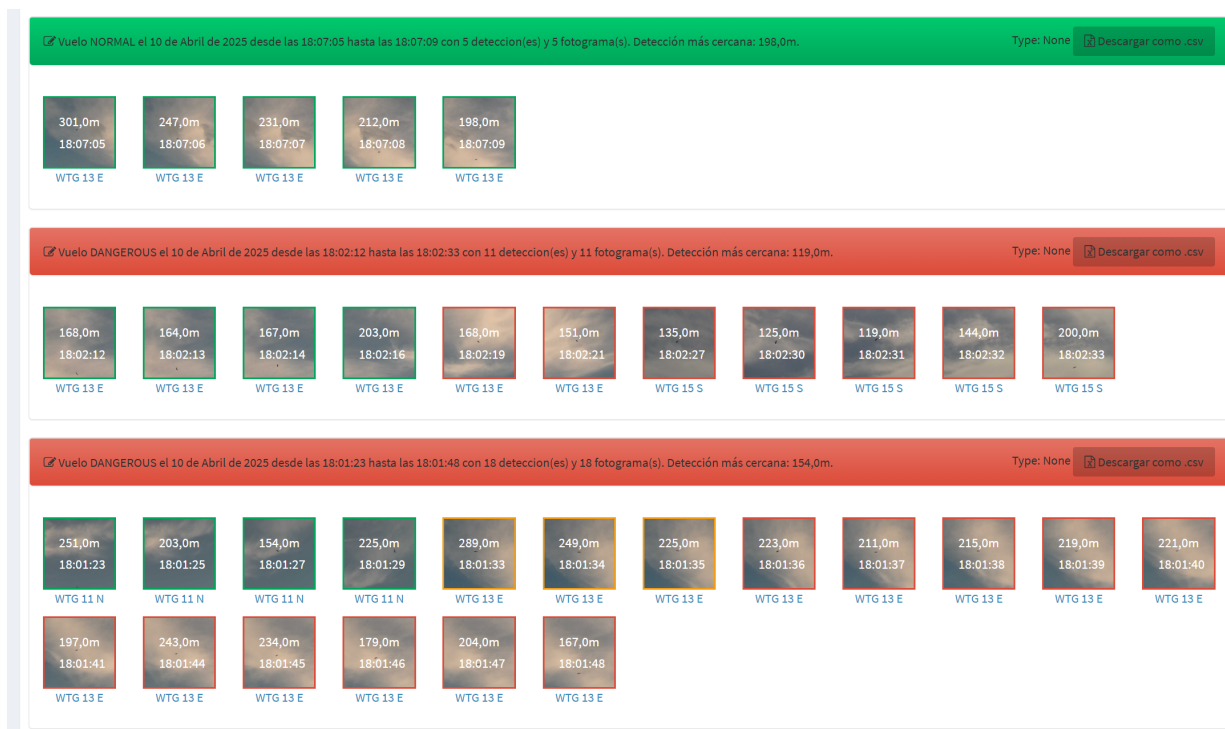 Vuelo NORMAL el 10 de Abril de 2025 desde las 18:07:05 hasta las 18:07:09 con 5 deteccion(es) y 5 fotograma(s). Detección más cercana: 198,0m. Type: None Descargar como .csv
301,0m 247,0m 231,0m 212,0m 198,0m
18:07:05 18:07:06 18:07:07 18:07:08 18:07:09
WTG 13 E WTG 13 E WTG 13 E WTG 13 E WTG 13 E
Vuelo DANGEROUS el 10 de Abril de 2025 desde las 18:02:12 hasta las 18:02:33 con 11 deteccion(es) y 11 fotograma(s). Detección más cercana: 119,0m. Type: None Descargar como .csv
168,0m 164,0m 167,0m 203,0m 168,0m 151,0m 135,0m 125,0m 119,0m 144,0m 200,0m
18:02:12 18:02:13 18:02:14 18:02:16 18:02:19 18:02:21 18:02:27 18:02:30 18:02:31 18:02:32 18:02:33
WTG 13 E WTG 13 E WTG 13 E WTG 13 E WTG 13 E WTG 13 E WTG 15 S WTG 15 S WTG 15 S WTG 15 S WTG 15 S
Vuelo DANGEROUS el 10 de Abril de 2025 desde las 18:01:23 hasta las 18:01:48 con 18 deteccion(es) y 18 fotograma(s). Detección más cercana: 154,0m. Type: None Descargar como .csv
251,0m 203,0m 154,0m 225,0m 289,0m 249,0m 225,0m 223,0m 211,0m 215,0m 219,0m 221,0m
18:01:23 18:01:25 18:01:27 18:01:29 18:01:33 18:01:34 18:01:35 18:01:36 18:01:37 18:01:38 18:01:39 18:01:40
WTG 11 N WTG 11 N WTG 11 N WTG 11 N WTG 13 E WTG 13 E WTG 13 E WTG 13 E WTG 13 E WTG 13 E WTG 13 E WTG 13 E
197,0m 243,0m 234,0m 179,0m 204,0m 167,0m
18:01:41 18:01:44 18:01:45 18:01:46 18:01:47 18:01:48
WTG 13 E WTG 13 E WTG 13 E WTG 13 E WTG 13 E WTG 13 E